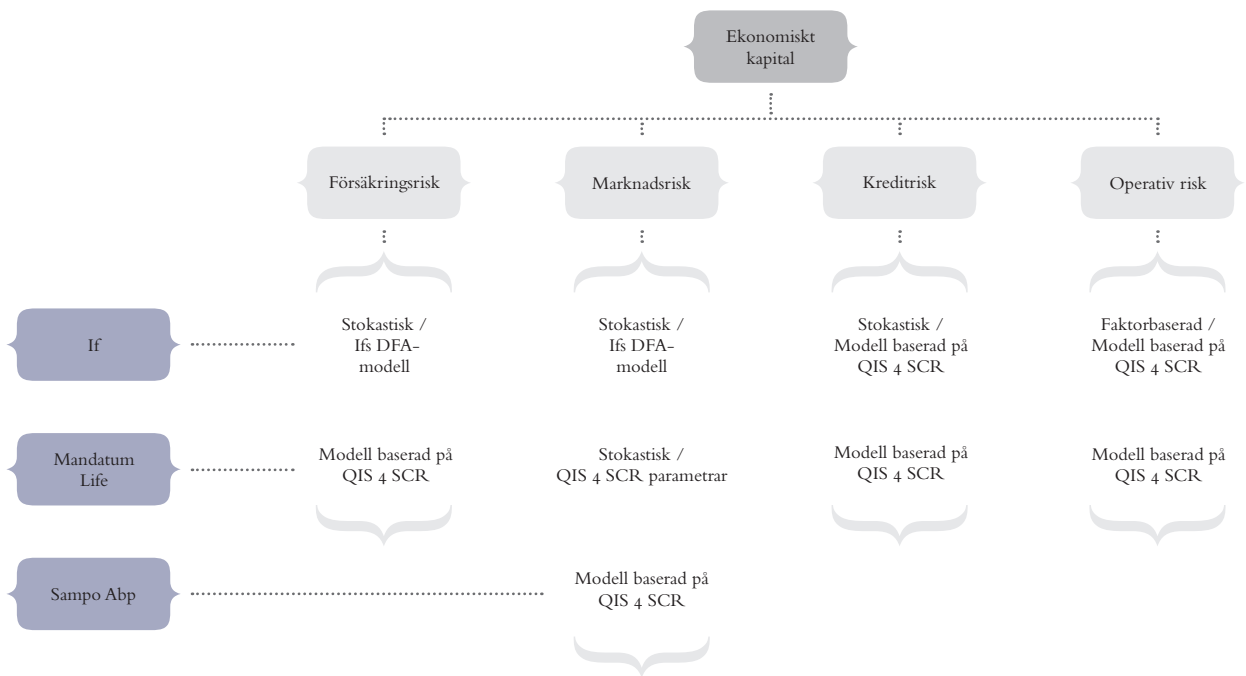 Ekonomiskt
kapital
Försäkringsrisk
Marknadsrisk
Kreditrisk
Operativ risk
If
Stokastisk /
Ifs DFA-
modell
Stokastisk /
Ifs DFA-
modell
Stokastisk /
Modell baserad på
QIS 4 SCR
Faktorbaserad /
Modell baserad på
QIS 4 SCR
Mandatum
Life
Modell baserad på
QIS 4 SCR
Stokastisk /
QIS 4 SCR parametrar
Modell baserad på
QIS 4 SCR
Modell baserad på
QIS 4 SCR
Sampo Abp
Modell baserad på
QIS 4 SCR